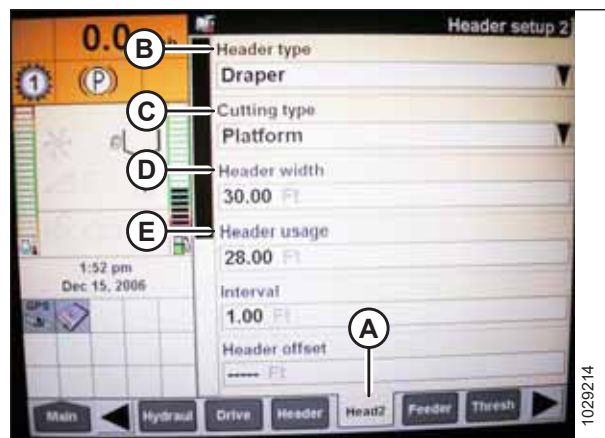 Header setup 2
0.0
B
Header type
Draper
1
(P)
C
Cutting type
Platform
D
Header width
30.00 Ft
E
Header usage
28.00 Ft
1:52 pm
Dec 15, 2006
Interval
1.00 Ft
GPS
A
Header offset
----- Ft
Main
Hydraul
Drive
Header
Head2
Feeder
Thresh
1029214